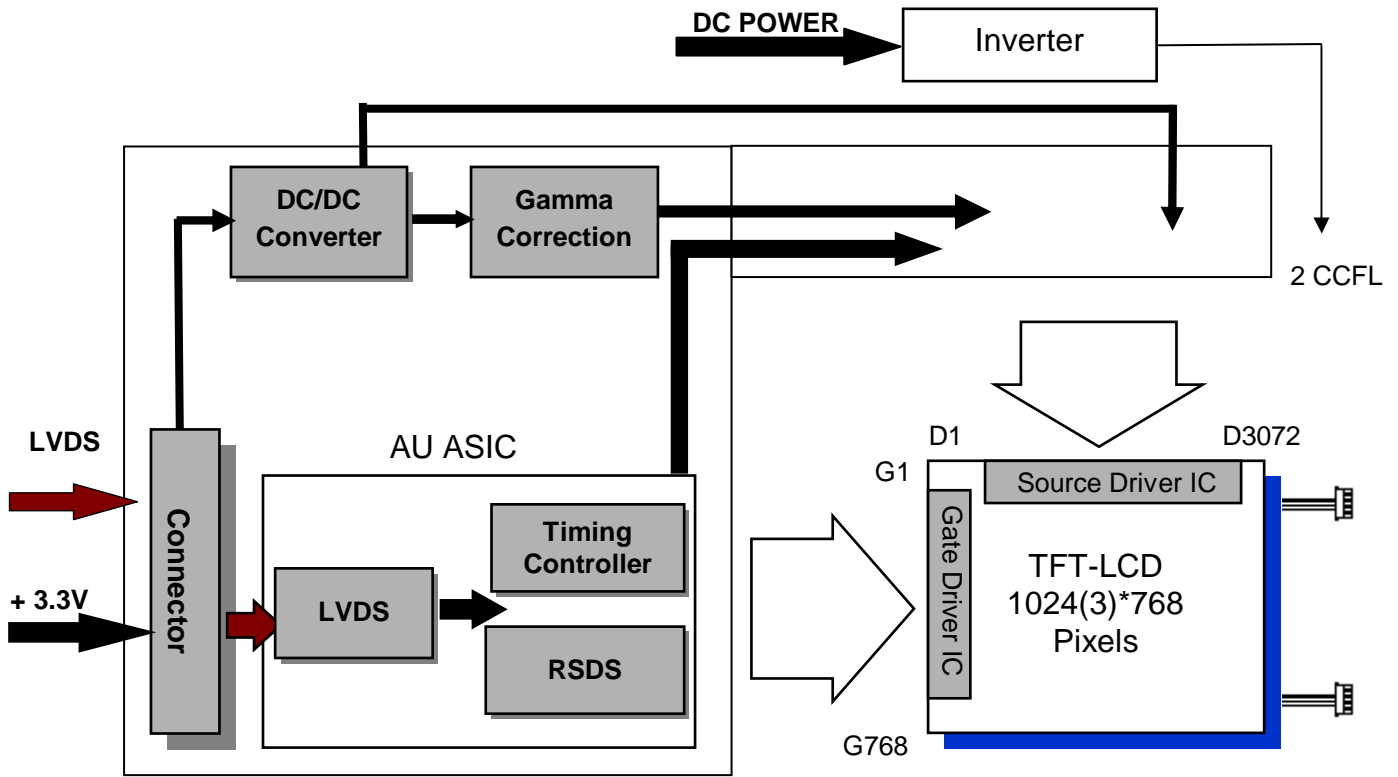 DC POWER
Inverter
DC/DC
Converter
Gamma
Correction
2 CCFL
LVDS
AU ASIC
D1
D3072
G1
Source Driver IC
Connector
Timing
Controller
Gate Driver IC
TFT-LCD
1024(3)*768
Pixels
+ 3.3V
LVDS
RSDS
G768